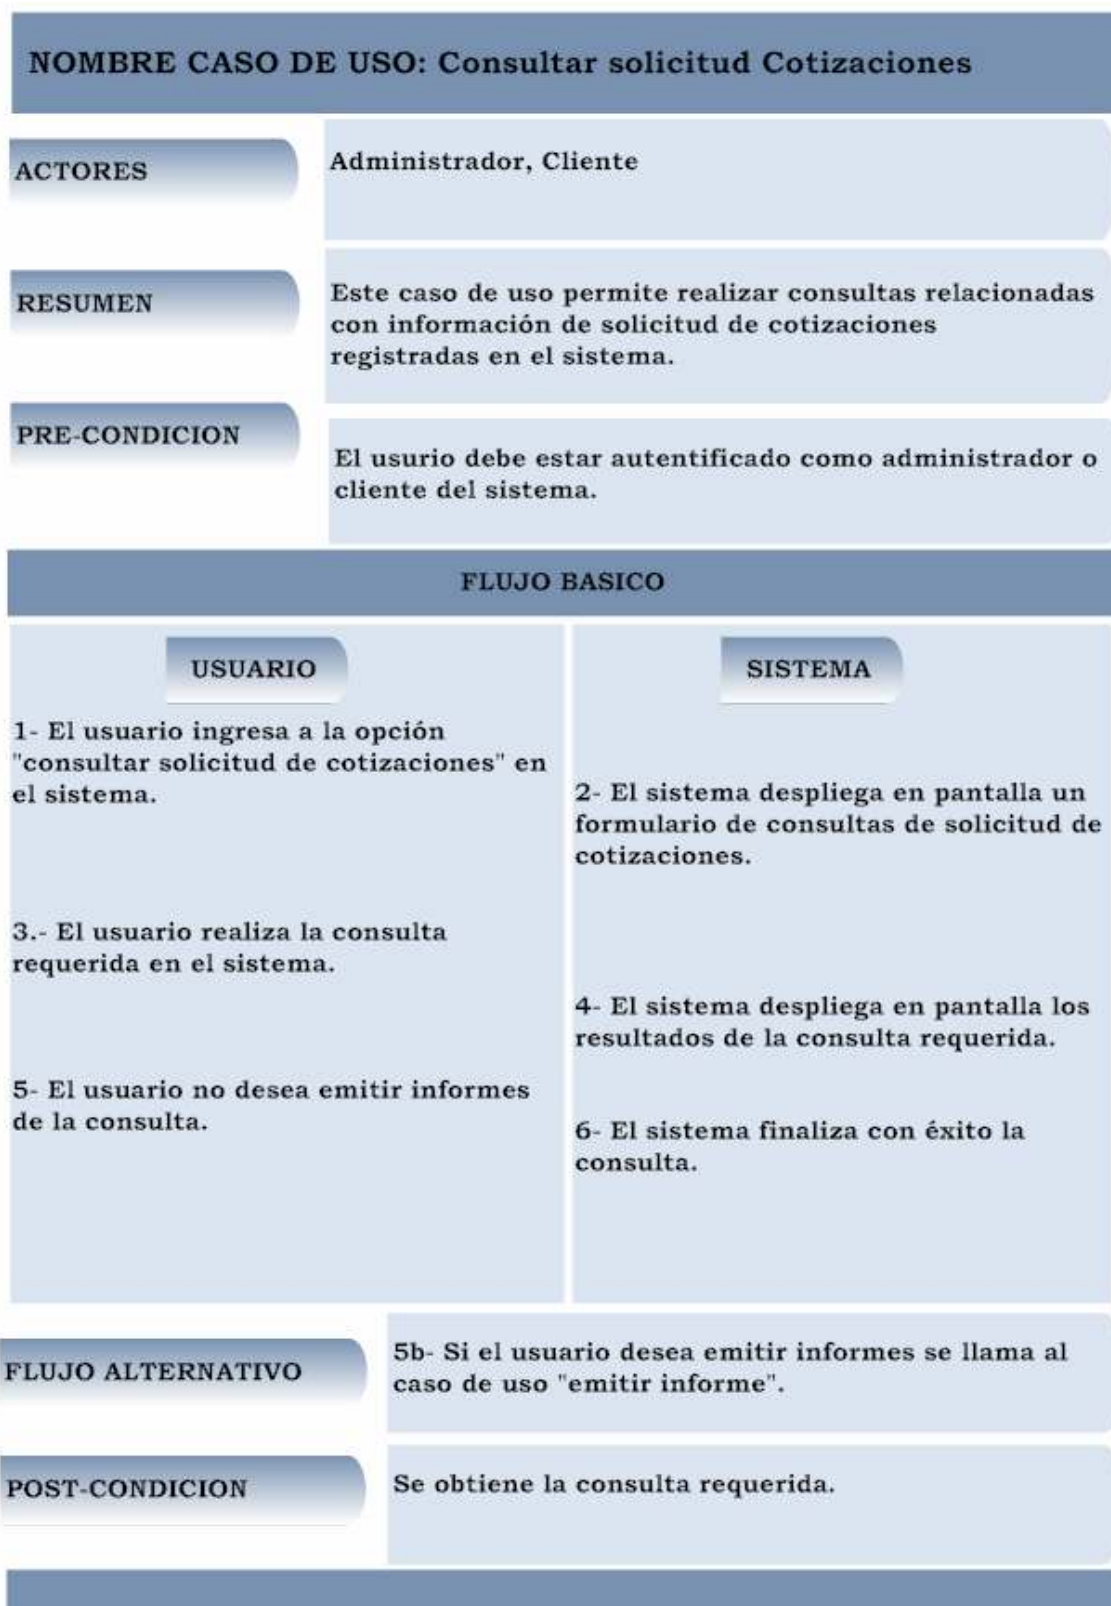 NOMBRE CASO DE USO: Consultar solicitud Cotizaciones
ACTORES
Administrador, Cliente
RESUMEN
Este caso de uso permite realizar consultas relacionadas
con información de solicitud de cotizaciones
registradas en el sistema.
PRE-CONDICION
El usurio debe estar autentificado como administrador o
cliente del sistema.
FLUJO BASICO
USUARIO
SISTEMA
1- El usuario ingresa a la opción
"consultar solicitud de cotizaciones" en
el sistema.
2- El sistema despliega en pantalla un
formulario de consultas de solicitud de
cotizaciones.
3.- El usuario realiza la consulta
requerida en el sistema.
4- El sistema despliega en pantalla los
resultados de la consulta requerida.
5- El usuario no desea emitir informes
de la consulta.
6- El sistema finaliza con éxito la
consulta.
FLUJO ALTERNATIVO
5b- Si el usuario desea emitir informes se llama al
caso de uso "emitir informe".
POST-CONDICION
Se obtiene la consulta requerida.